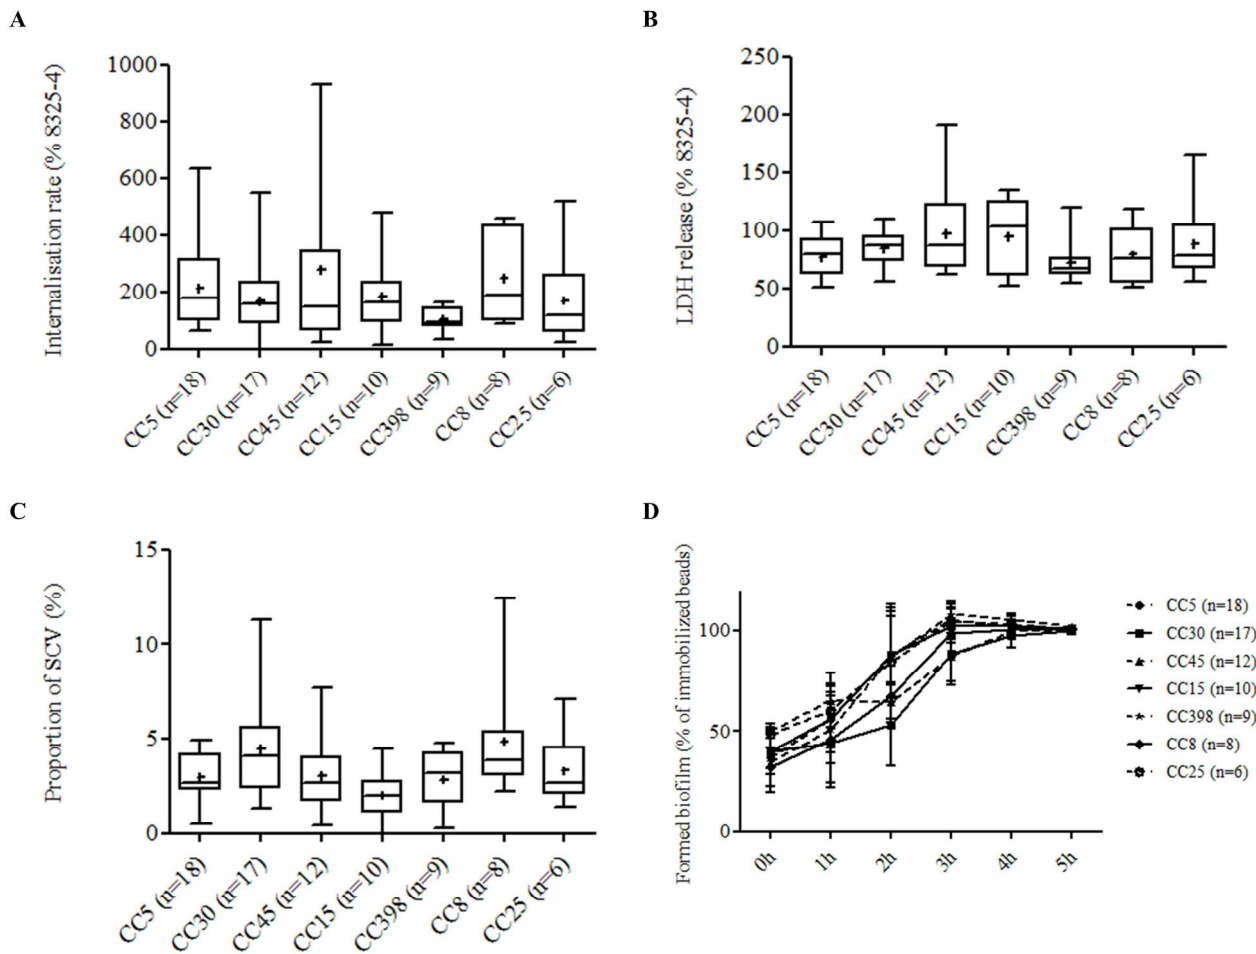 A
Internalisation rate (% 8325-4)
1000
800
600
400
200
0
CC5 (n=18)
CC30 (n=17)
CC45 (n=12)
CC15 (n=10)
CC398 (n=9)
CC8 (n=8)
CC25 (n=6)
B
LDH release (% 8325-4)
250
200
150
100
50
0
CC5 (n=18)
CC30 (n=17)
CC45 (n=12)
CC15 (n=10)
CC398 (n=9)
CC8 (n=8)
CC25 (n=6)
C
Proportion of SCV (%)
15
10
5
0
CC5 (n=18)
CC30 (n=17)
CC45 (n=12)
CC15 (n=10)
CC398 (n=9)
CC8 (n=8)
CC25 (n=6)
D
Formed biofilm (% of immobilized beads)
100
50
0
0h
1h
2h
3h
4h
5h
CC5 (n=18)
CC30 (n=17)
CC45 (n=12)
CC15 (n=10)
CC398 (n=9)
CC8 (n=8)
CC25 (n=6)